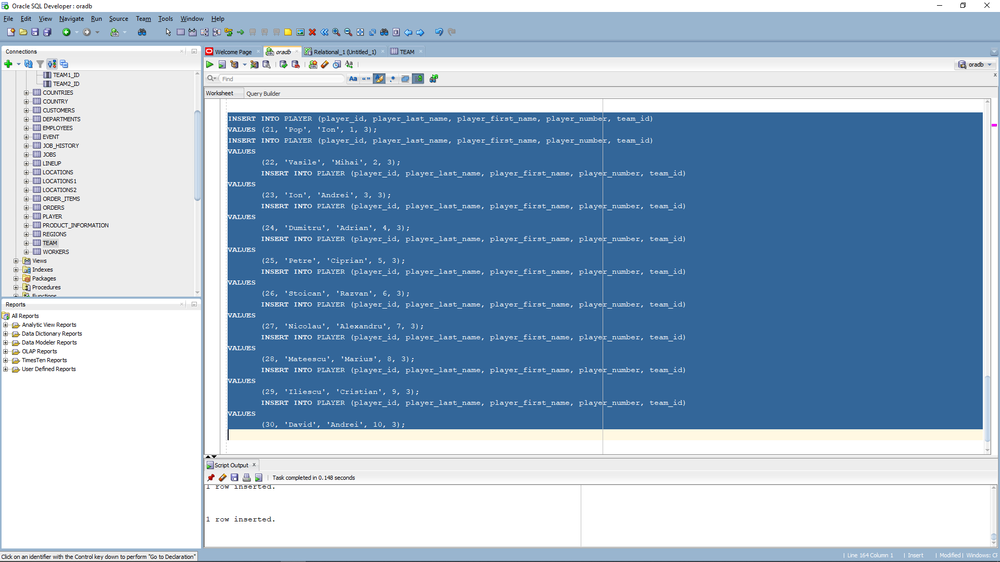 Oracle SQL Developer : oradb
File Edit View Navigate Run Source Team Tools Window Help
Connections
Welcome Page
oradb
Relational_1 (Untitled_1)
TEAM
oradb
Find
Worksheet
Query Builder
TEAM1_ID
TEAM2_ID
COUNTRIES
COUNTRY
CUSTOMERS
DEPARTMENTS
EMPLOYEES
EVENT
JOB_HISTORY
JOBS
LINEUP
LOCATIONS
LOCATIONS1
LOCATIONS2
ORDER_ITEMS
ORDERS
PLAYER
PRODUCT_INFORMATION
REGIONS
TEAM
WORKERS
Views
Indexes
Packages
Procedures
Functions
Reports
All Reports
Analytic View Reports
Data Dictionary Reports
Data Modeler Reports
OLAP Reports
TimesTen Reports
User Defined Reports
INSERT INTO PLAYER (player_id, player_last_name, player_first_name, player_number, team_id)
VALUES (21, 'Pop', 'Ion', 1, 3);
INSERT INTO PLAYER (player_id, player_last_name, player_first_name, player_number, team_id)
VALUES
(22, 'Vasile', 'Mihai', 2, 3);
INSERT INTO PLAYER (player_id, player_last_name, player_first_name, player_number, team_id)
VALUES
(23, 'Ion', 'Andrei', 3, 3);
INSERT INTO PLAYER (player_id, player_last_name, player_first_name, player_number, team_id)
VALUES
(24, 'Dumitru', 'Adrian', 4, 3);
INSERT INTO PLAYER (player_id, player_last_name, player_first_name, player_number, team_id)
VALUES
(25, 'Petre', 'Ciprian', 5, 3);
INSERT INTO PLAYER (player_id, player_last_name, player_first_name, player_number, team_id)
VALUES
(26, 'Stoican', 'Razvan', 6, 3);
INSERT INTO PLAYER (player_id, player_last_name, player_first_name, player_number, team_id)
VALUES
(27, 'Nicolau', 'Alexandru', 7, 3);
INSERT INTO PLAYER (player_id, player_last_name, player_first_name, player_number, team_id)
VALUES
(28, 'Mateescu', 'Marius', 8, 3);
INSERT INTO PLAYER (player_id, player_last_name, player_first_name, player_number, team_id)
VALUES
(29, 'Iliescu', 'Cristian', 9, 3);
INSERT INTO PLAYER (player_id, player_last_name, player_first_name, player_number, team_id)
VALUES
(30, 'David', 'Andrei', 10, 3);
Script Output
Task completed in 0.148 seconds
1 row inserted.
1 row inserted.
Click on an identifier with the Control key down to perform "Go to Declaration"
Line 164 Column 1 | Insert | Modified | Windows: